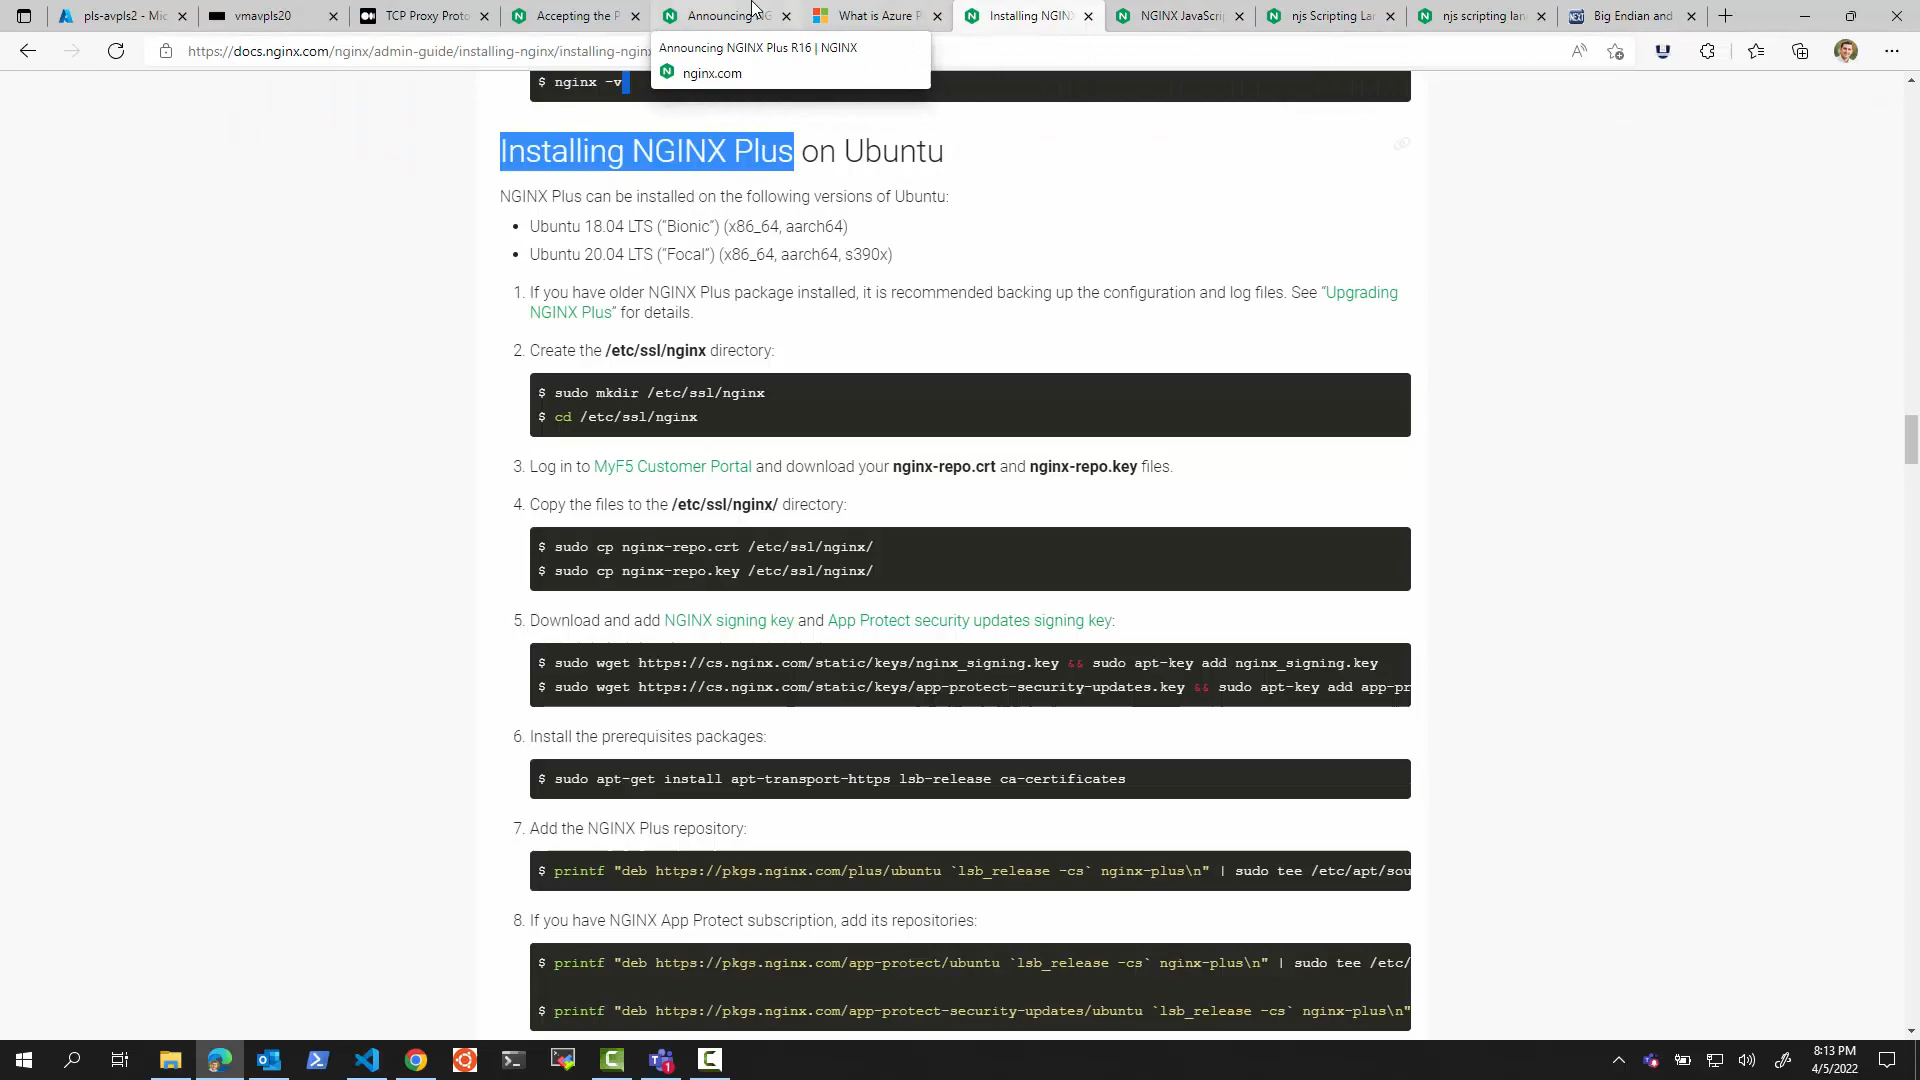 pls-avpls2 - Mic
vmavpls20
TCP Proxy Proto
Accepting the P
Announcing NG
What is Azure P
Installing NGINX
NGINX JavaScri
njs Scripting La
njs scripting lan
Big Endian and
https://docs.nginx.com/nginx/admin-guide/installing-nginx/installing-nginx
Announcing NGINX Plus R16 | NGINX
nginx.com
$ nginx -v
Installing NGINX Plus on Ubuntu
NGINX Plus can be installed on the following versions of Ubuntu:
• Ubuntu 18.04 LTS (“Bionic”) (x86_64, aarch64)
• Ubuntu 20.04 LTS (“Focal”) (x86_64, aarch64, s390x)
1. If you have older NGINX Plus package installed, it is recommended backing up the configuration and log files. See “Upgrading
NGINX Plus” for details.
2. Create the /etc/ssl/nginx directory:
$ sudo mkdir /etc/ssl/nginx
$ cd /etc/ssl/nginx
3. Log in to MyF5 Customer Portal and download your nginx-repo.crt and nginx-repo.key files.
4. Copy the files to the /etc/ssl/nginx/ directory:
$ sudo cp nginx-repo.crt /etc/ssl/nginx/
$ sudo cp nginx-repo.key /etc/ssl/nginx/
5. Download and add NGINX signing key and App Protect security updates signing key:
$ sudo wget https://cs.nginx.com/static/keys/nginx_signing.key && sudo apt-key add nginx_signing.key
$ sudo wget https://cs.nginx.com/static/keys/app-protect-security-updates.key && sudo apt-key add app-pr
6. Install the prerequisites packages:
$ sudo apt-get install apt-transport-https lsb-release ca-certificates
7. Add the NGINX Plus repository:
$ printf "deb https://pkgs.nginx.com/plus/ubuntu `lsb_release -cs` nginx-plus\n" | sudo tee /etc/apt/sou
8. If you have NGINX App Protect subscription, add its repositories:
$ printf "deb https://pkgs.nginx.com/app-protect/ubuntu `lsb_release -cs` nginx-plus\n" | sudo tee /etc/
$ printf "deb https://pkgs.nginx.com/app-protect-security-updates/ubuntu `lsb_release -cs` nginx-plus\n"
8:13 PM
4/5/2022